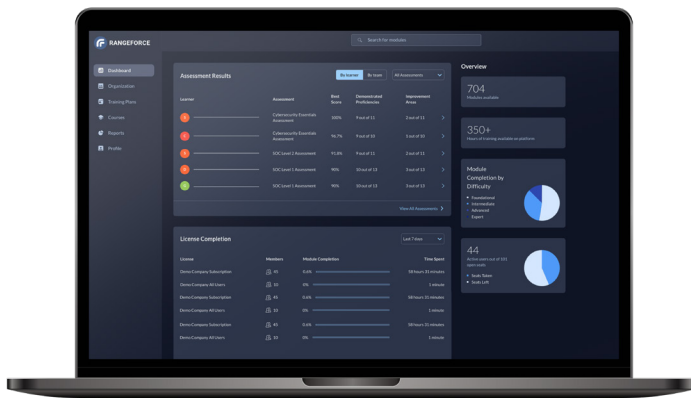 RANGEFORCE
Search for modules
Dashboard
Organization
Training Plans
Courses
Reports
Profile
Assessment Results
By learner By team All Assessments
Learner Assessment Best Score Demonstrated Proficiencies Improvement Areas
Cybersecurity Essentials Assessment 100% 9 out of 11 2 out of 11
Cybersecurity Essentials Assessment 96.7% 9 out of 10 1 out of 10
SOC Level 2 Assessment 9 out of 11 2 out of 11
SOC Level 1 Assessment 90% 10 out of 13 3 out of 13
SOC Level 1 Assessment 90% 10 out of 13 3 out of 13
View All Assessments
License Completion
Last 7 days
License Members Module Completion Time Spent
Demo Company Subscription 0.6% 58 hours 31 minutes
Demo Company All Users 10 0% 1 minute
Demo Company Subscription 45 0.6% 58 hours 31 minutes
Demo Company All Users 10 0% 1 minute
Demo Company Subscription 45 0.6% 58 hours 31 minutes
Demo Company All Users 10 0% 1 minute
Overview
704
Modules available
350+
Hours of training available on platform
Module
Completion by
Difficulty
Foundational
Intermediate
Advanced
Expert
44
Active users out of 101
open seats
Seats Taken
Seats Left